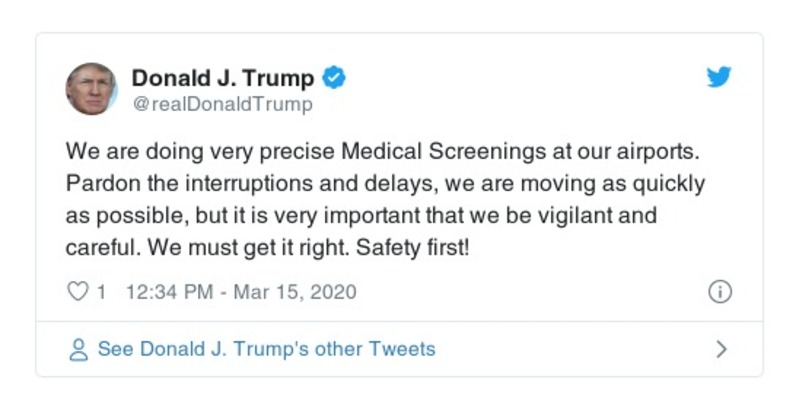 Donald J. Trump
@realDonaldTrump
We are doing very precise Medical Screenings at our airports.
Pardon the interruptions and delays, we are moving as quickly
as possible, but it is very important that we be vigilant and
careful. We must get it right. Safety first!
1 12:34 PM - Mar 15, 2020
See Donald J. Trump's other Tweets